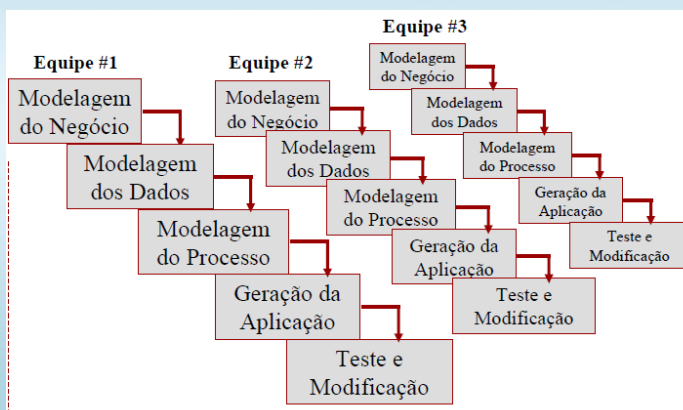 Equipe #1
Modelagem
do Negócio
Modelagem
dos Dados
Modelagem
do Processo
Geração da
Aplicação
Teste e
Modificação
Equipe #2
Modelagem
do Negócio
Modelagem
dos Dados
Modelagem
do Processo
Geração da
Aplicação
Teste e
Modificação
Equipe #3
Modelagem
do Negócio
Modelagem
dos Dados
Modelagem
do Processo
Geração da
Aplicação
Teste e
Modificação